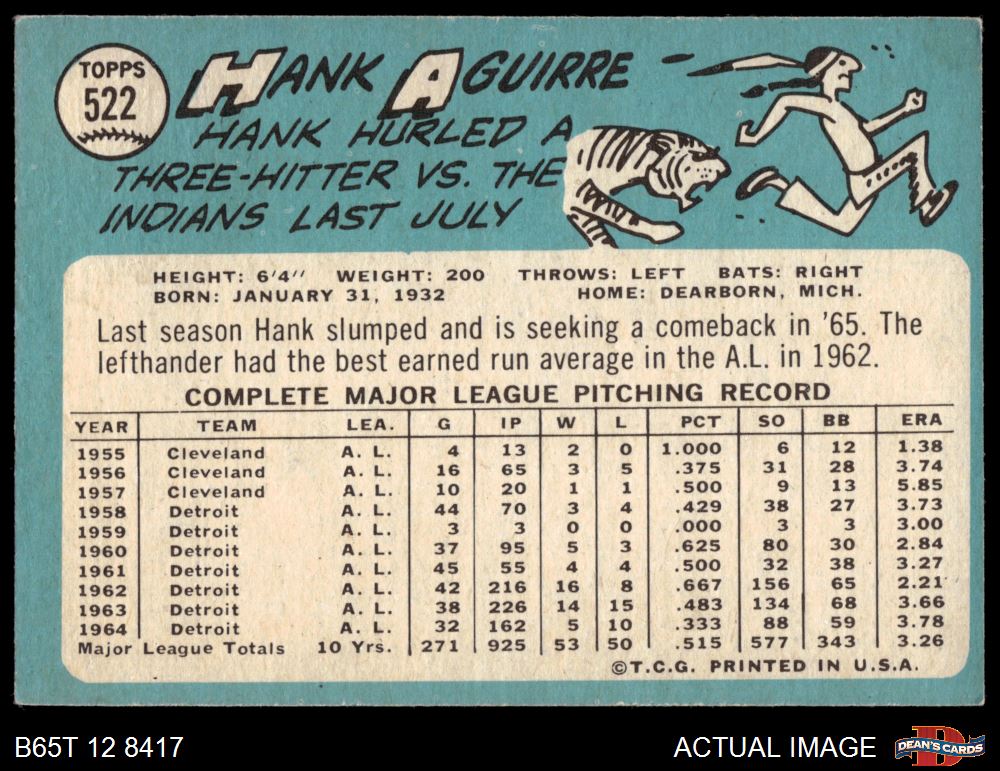 TOPPS
522
HANK AGUIRRE
HANK HURLED A
THREE-HITTER VS. THE
INDIANS LAST JULY
HEIGHT: 6'4" WEIGHT: 200 THROWS: LEFT BATS: RIGHT
BORN: JANUARY 31, 1932 HOME: DEARBORN, MICH.
Last season Hank slumped and is seeking a comeback in '65. The
lefthander had the best earned run average in the A.L. in 1962.
COMPLETE MAJOR LEAGUE PITCHING RECORD
YEAR TEAM LEA. G IP W L PCT SO BB ERA
1955 Cleveland A. L. 4 13 2 0 1.000 6 12 1.38
1956 Cleveland A. L. 16 65 3 5 .375 31 28 3.74
1957 Cleveland A. L. 10 20 1 1 .500 9 13 5.85
1958 Detroit A. L. 44 70 3 4 .429 38 27 3.73
1959 Detroit A. L. 3 3 0 0 .000 3 3 3.00
1960 Detroit A. L. 37 95 5 3 .625 80 30 2.84
1961 Detroit A. L. 45 55 4 4 .500 32 38 3.27
1962 Detroit A. L. 42 216 16 8 .667 156 65 2.21
1963 Detroit A. L. 38 226 14 15 .483 134 68 3.66
1964 Detroit A. L. 32 162 5 10 .333 88 59 3.78
Major League Totals 10 Yrs. 271 925 53 50 .515 577 343 3.26
©T.C.G. PRINTED IN U.S.A.
B65T 12 8417 ACTUAL IMAGE D DEAN'S CARDS